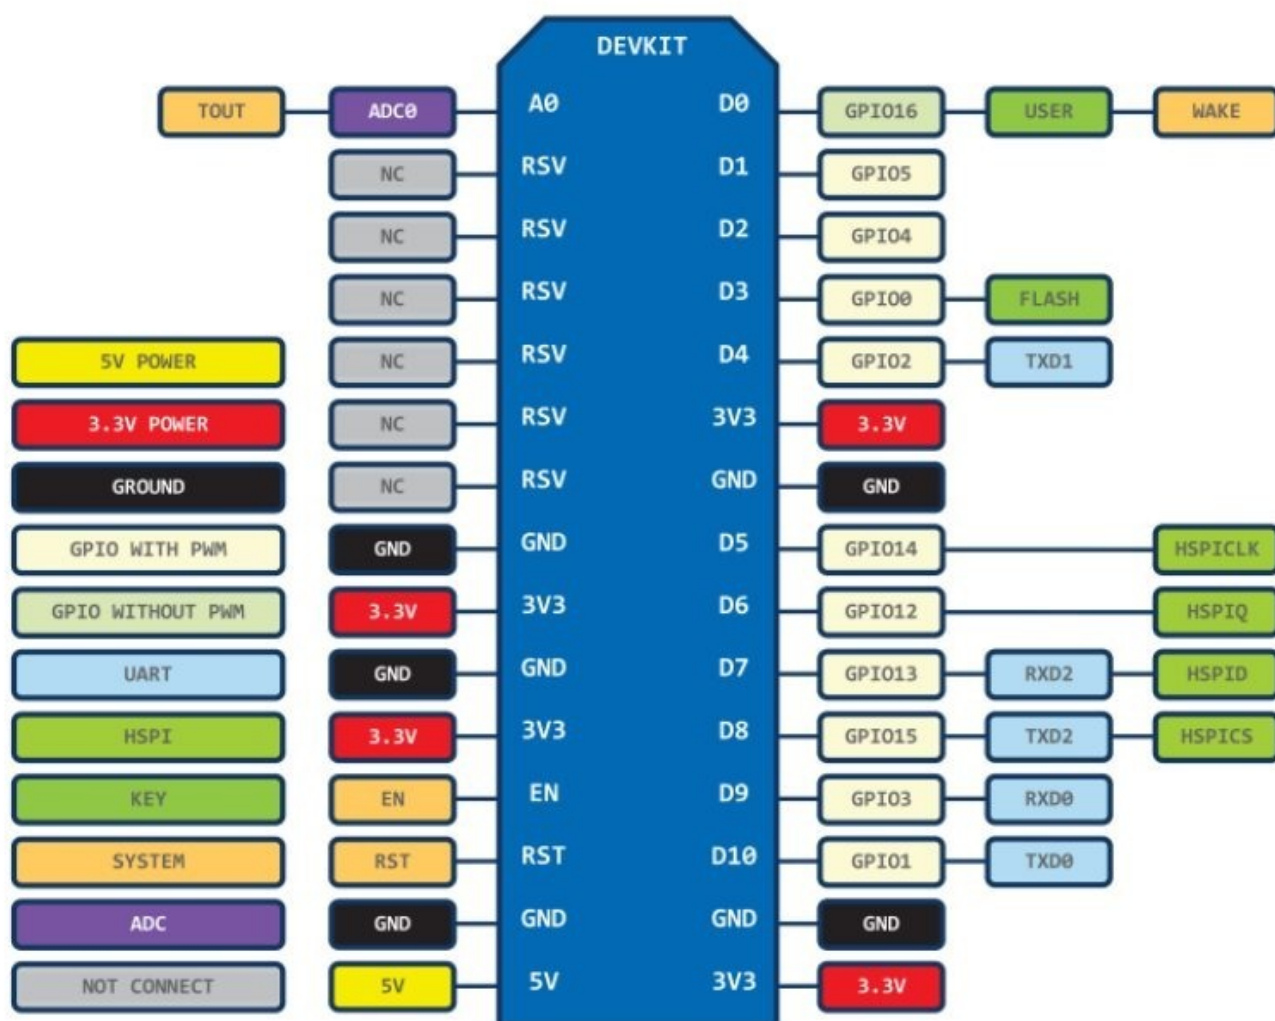 DEVKIT
TOUT ADC0 A0 D0 GPIO16 USER WAKE
NC RSV D1 GPIO5
NC RSV D2 GPIO4
NC RSV D3 GPIO0 FLASH
5V POWER NC RSV D4 GPIO2 TXD1
3.3V POWER NC RSV 3V3 3.3V
GROUND NC RSV GND GND
GPIO WITH PWM GND GND D5 GPIO14 HSPICLK
GPIO WITHOUT PWM 3.3V 3V3 D6 GPIO12 HSPIQ
UART GND GND D7 GPIO13 RXD2 HSPID
HSPI 3.3V 3V3 D8 GPIO15 TXD2 HSPICS
KEY EN EN D9 GPIO3 RXD0
SYSTEM RST RST D10 GPIO1 TXD0
ADC GND GND GND GND
NOT CONNECT 5V 5V 3V3 3.3V